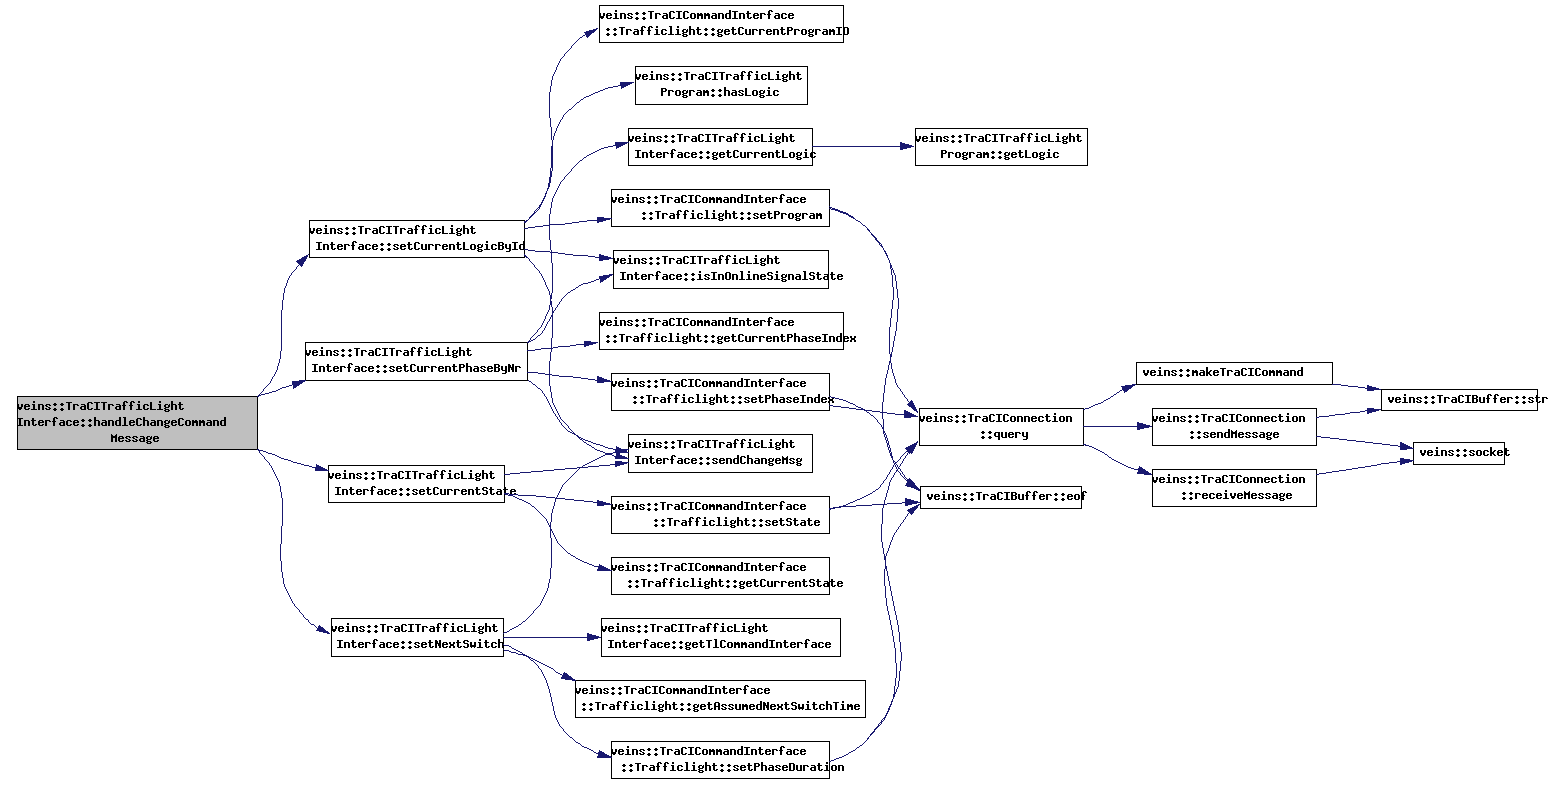 veins::TraCITrafficLight
Interface::handleChangeCommand
Message
veins::TraCITrafficLight
Interface::setCurrentLogicById
veins::TraCITrafficLight
Interface::setCurrentPhaseByNr
veins::TraCITrafficLight
Interface::setCurrentState
veins::TraCITrafficLight
Interface::setNextSwitch
veins::TraCICommandInterface
::Trafficlight::getCurrentProgramID
veins::TraCITrafficLight
Program::hasLogic
veins::TraCITrafficLight
Interface::getCurrentLogic
veins::TraCICommandInterface
::Trafficlight::setProgram
veins::TraCITrafficLight
Interface::isInOnlineSignalState
veins::TraCICommandInterface
::Trafficlight::getCurrentPhaseIndex
veins::TraCICommandInterface
::Trafficlight::setPhaseIndex
veins::TraCITrafficLight
Interface::sendChangeMsg
veins::TraCICommandInterface
::Trafficlight::setState
veins::TraCICommandInterface
::Trafficlight::getCurrentState
veins::TraCITrafficLight
Interface::getTlCommandInterface
veins::TraCICommandInterface
::Trafficlight::getAssumedNextSwitchTime
veins::TraCICommandInterface
::Trafficlight::setPhaseDuration
veins::TraCITrafficLight
Program::getLogic
veins::TraCIConnection
::query
veins::TraCIBuffer::eof
veins::makeTraCICommand
veins::TraCIConnection
::sendMessage
veins::TraCIConnection
::receiveMessage
veins::TraCIBuffer::str
veins::socket